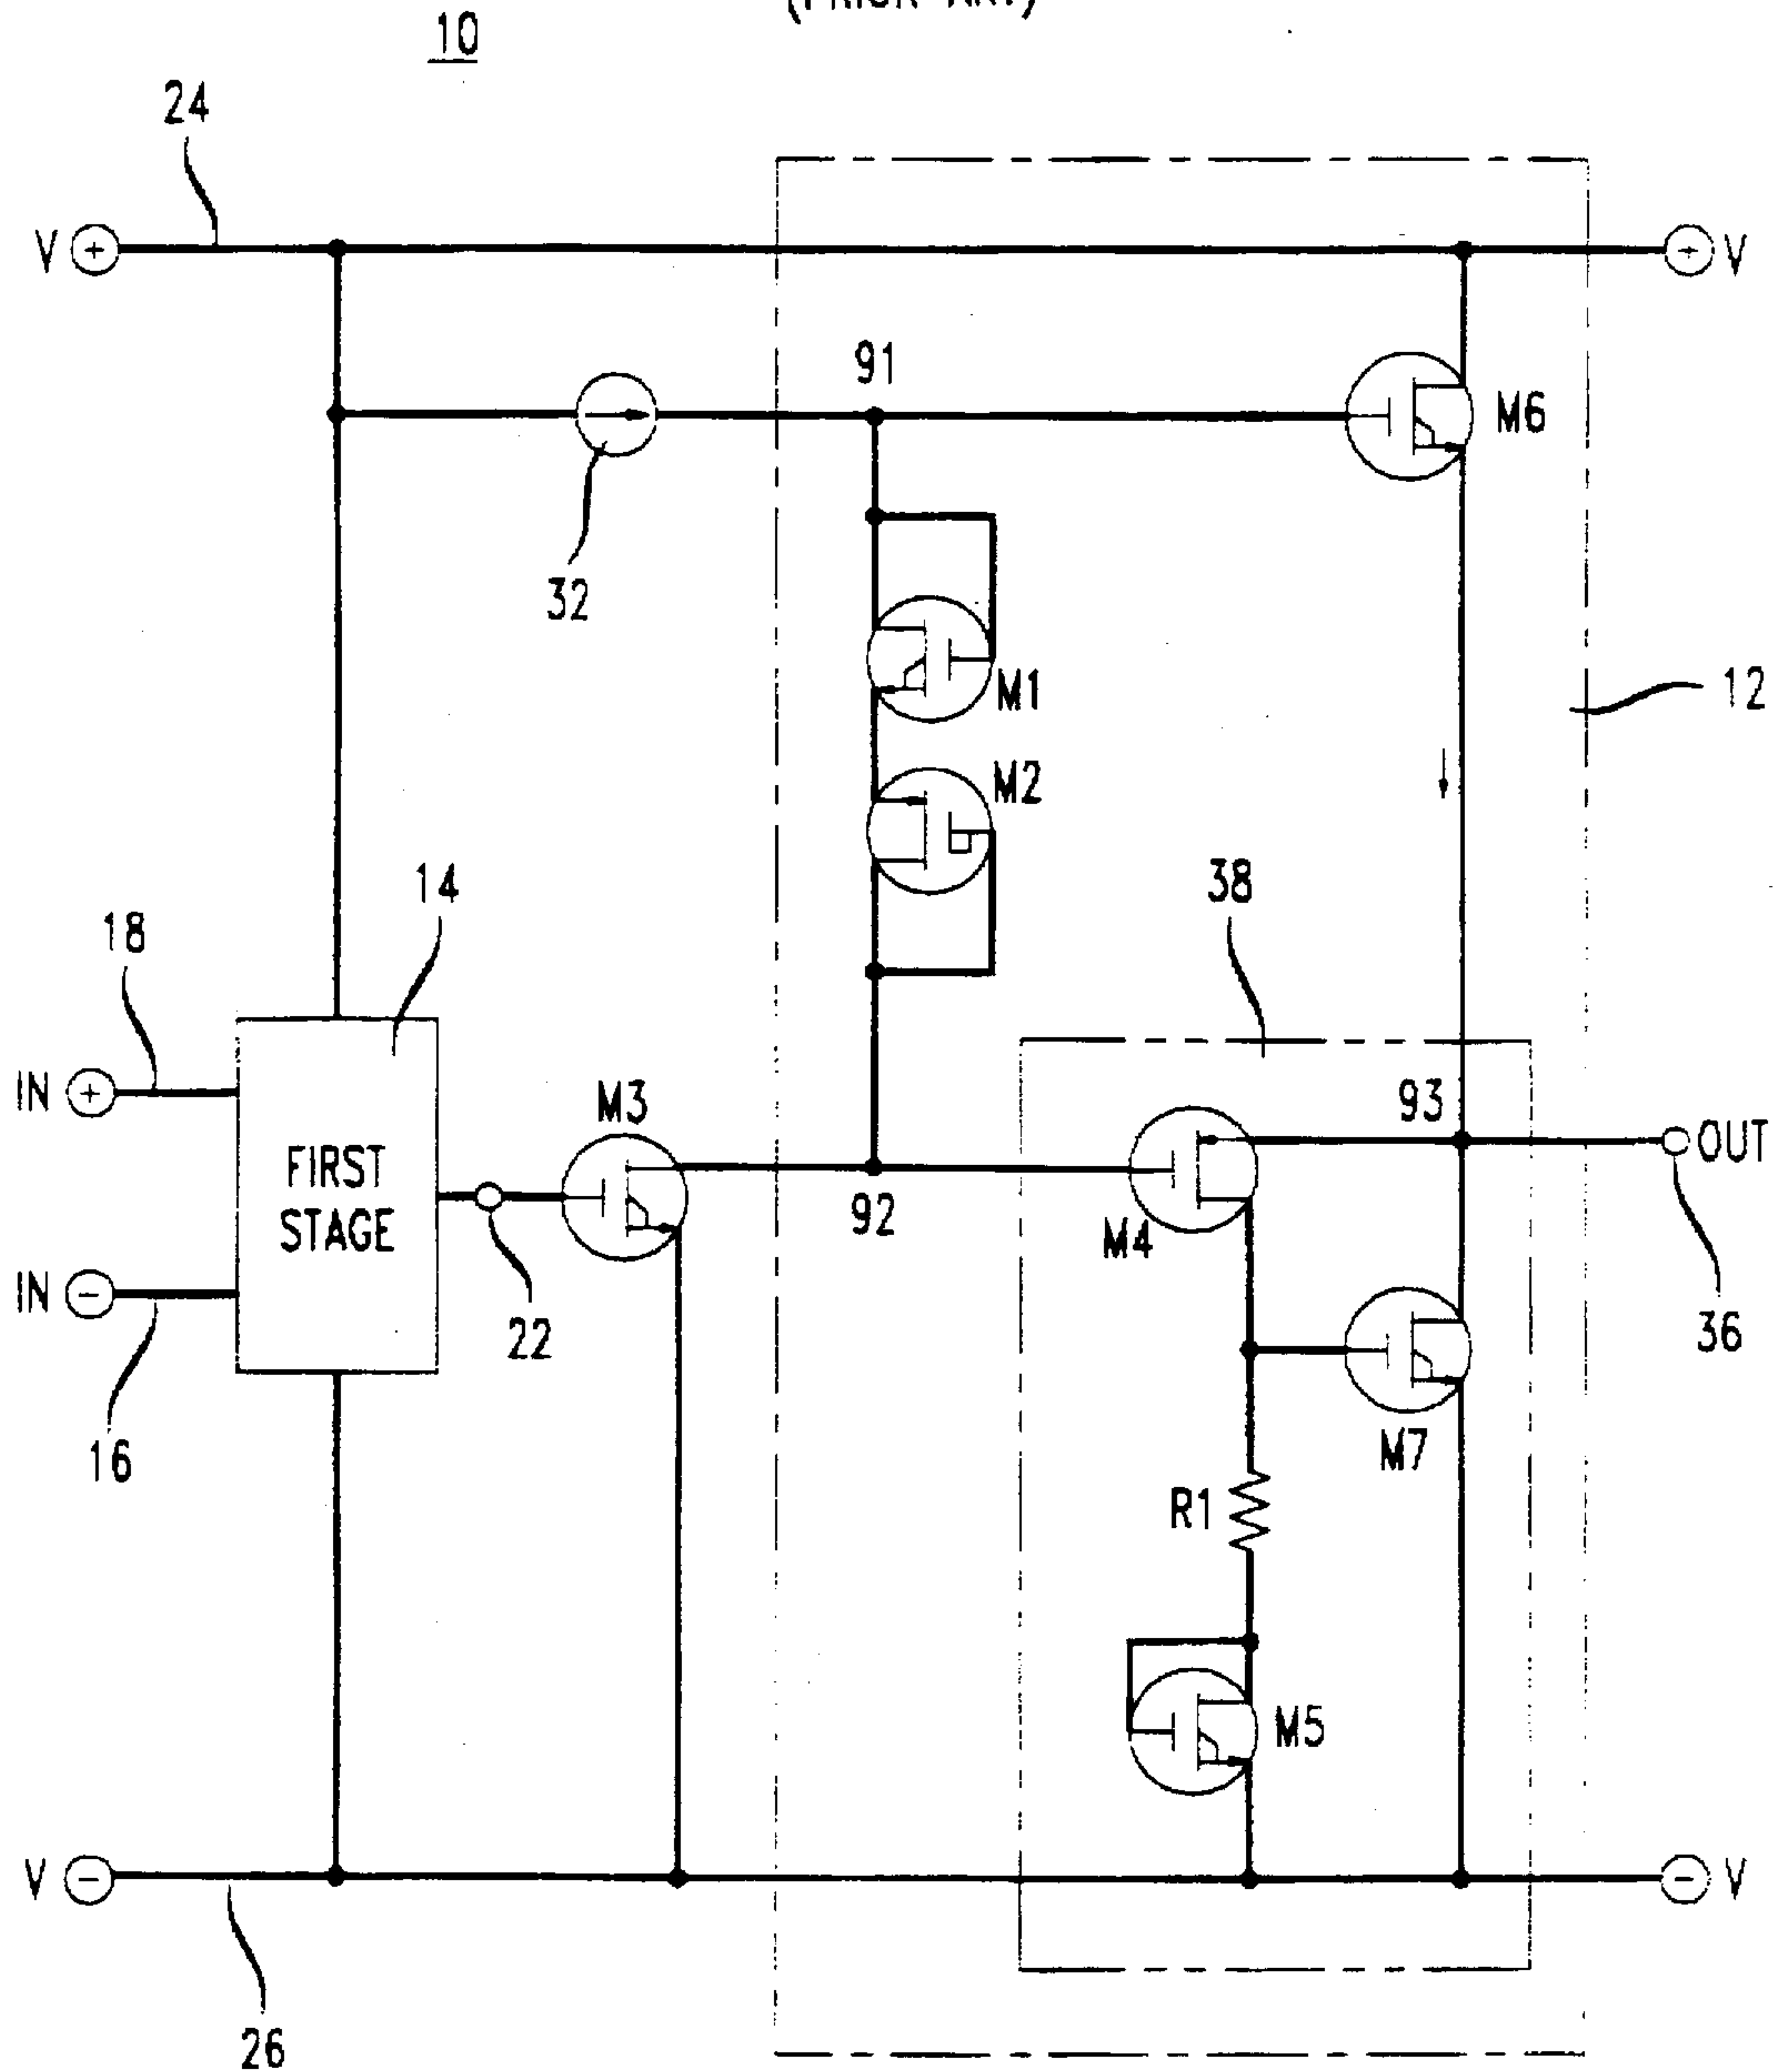 10
24
V + + V
91
M6
32
M1
12
M2
38
14
18
93
IN +
M3
OUT
FIRST
STAGE
92
M4
IN -
22
36
16
M7
R1
M5
V - - V
26